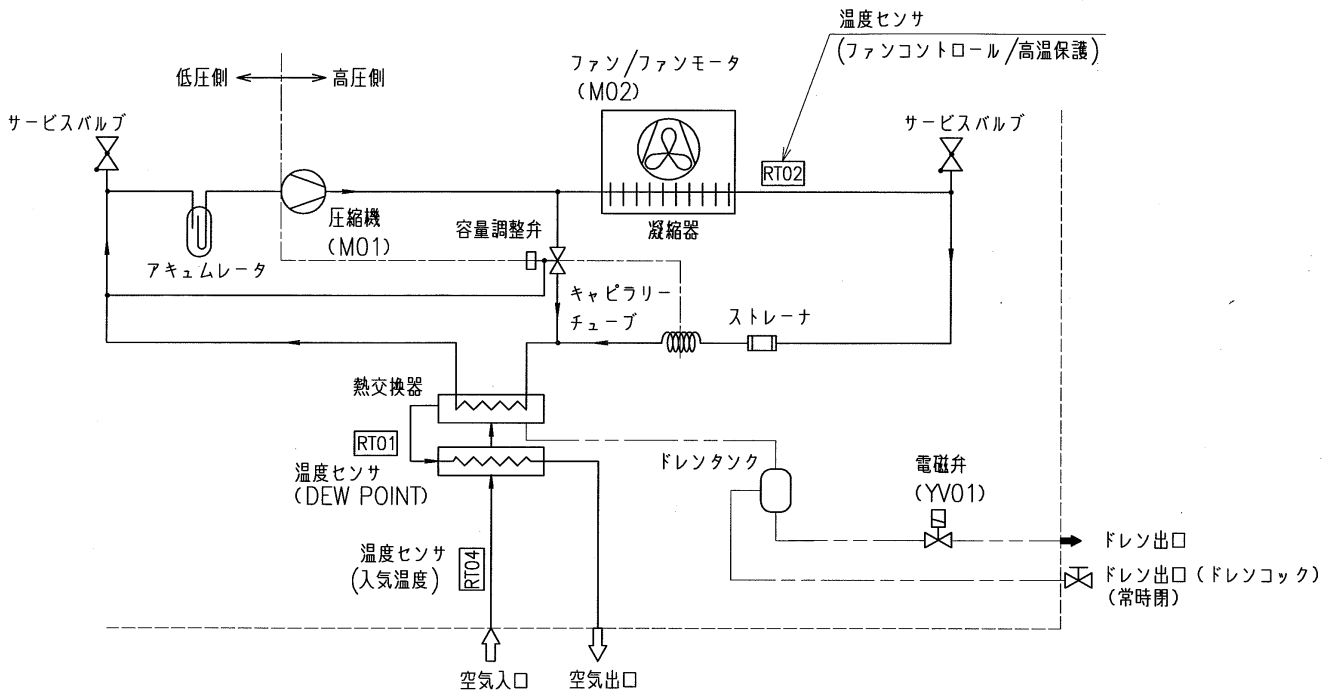 温度センサ
(ファンコントロール/高温保護)
低圧側
高圧側
ファン/ファンモータ
(M02)
サービスバルブ
サービスバルブ
RT02
圧縮機
(M01)
容量調整弁
凝縮器
アキュムレータ
キャピラリー
チューブ
ストレーナ
熱交換器
RT01
温度センサ
(DEW POINT)
ドレンタンク
電磁弁
(YV01)
温度センサ
(入気温度)
RT04
ドレン出口
ドレン出口(ドレンコック)
(常時閉)
空気入口
空気出口